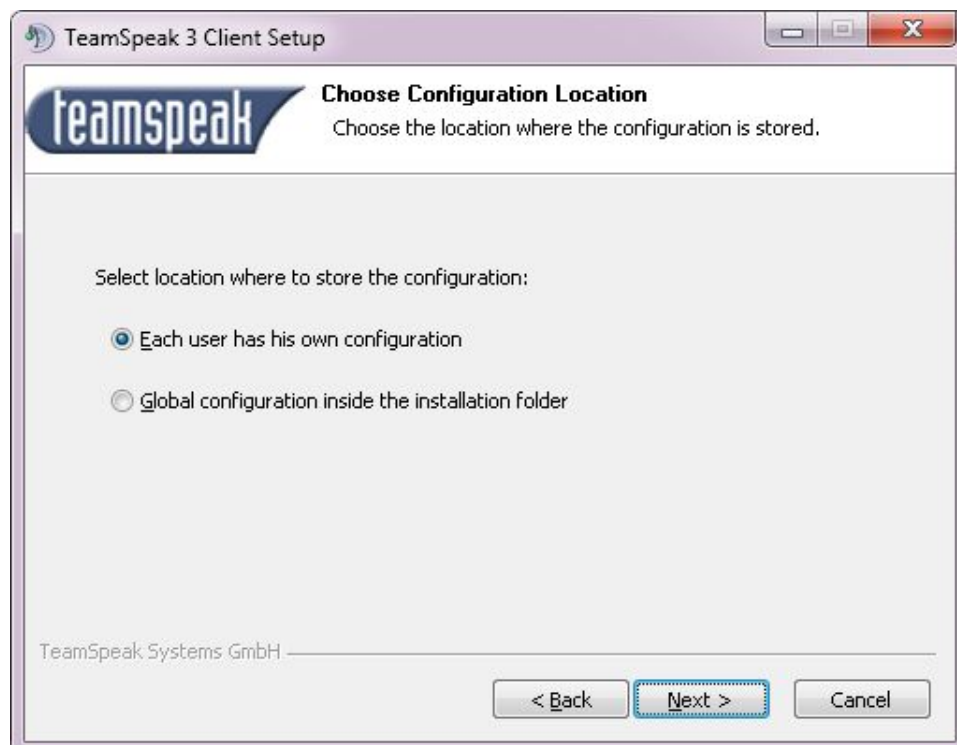 TeamSpeak 3 Client Setup
teamspeak
Choose Configuration Location
Choose the location where the configuration is stored.
Select location where to store the configuration:
Each user has his own configuration
Global configuration inside the installation folder
TeamSpeak Systems GmbH
< Back
Next >
Cancel